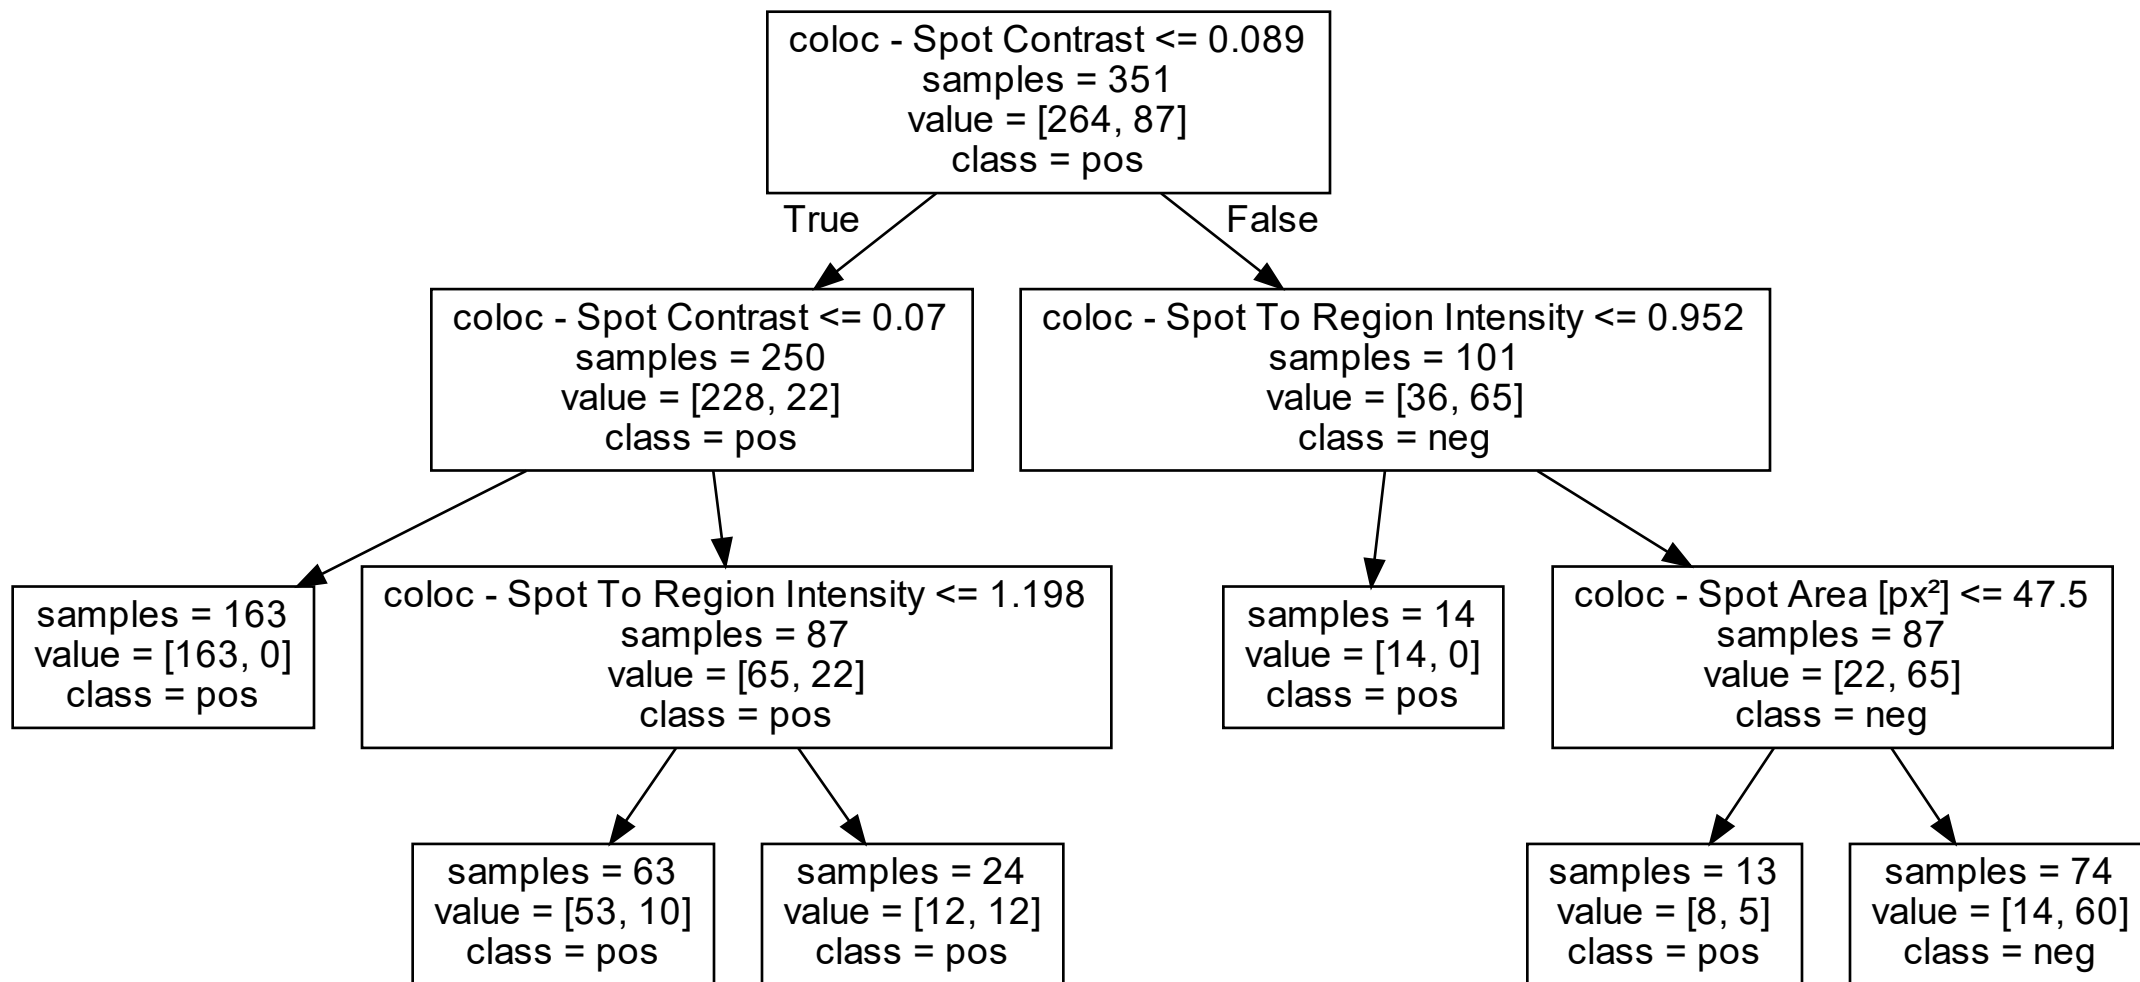 coloc - Spot Contrast <= 0.089
samples = 351
value = [264, 87]
class = pos
True
False
coloc - Spot Contrast <= 0.07
samples = 250
value = [228, 22]
class = pos
coloc - Spot To Region Intensity <= 0.952
samples = 101
value = [36, 65]
class = neg
samples = 163
value = [163, 0]
class = pos
coloc - Spot To Region Intensity <= 1.198
samples = 87
value = [65, 22]
class = pos
samples = 14
value = [14, 0]
class = pos
coloc - Spot Area [px²] <= 47.5
samples = 87
value = [22, 65]
class = neg
samples = 63
value = [53, 10]
class = pos
samples = 24
value = [12, 12]
class = pos
samples = 13
value = [8, 5]
class = pos
samples = 74
value = [14, 60]
class = neg